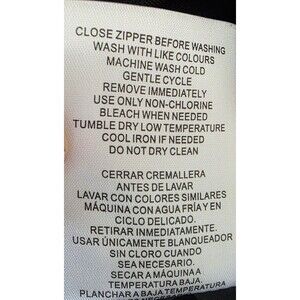 CLOSE ZIPPER BEFORE WASHING
WASH WITH LIKE COLOURS
MACHINE WASH COLD
GENTLE CYCLE
REMOVE IMMEDIATELY
USE ONLY NON-CHLORINE
BLEACH WHEN NEEDED
TUMBLE DRY LOW TEMPERATURE
COOL IRON IF NEEDED
DO NOT DRY CLEAN
CERRAR CREMALLERA
ANTES DE LAVAR
LAVAR CON COLORES SIMILARES
MÁQUINA CON AGUA FRÍA Y EN
CICLO DELICADO.
RETIRAR INMEDIATAMENTE.
USAR ÚNICAMENTE BLANQUEADOR
SIN CLORO CUANDO
SEA NECESARIO.
SECAR A MÁQUINA A
TEMPERATURA BAJA
PLANCHAR A BAJA TEMPERATURA